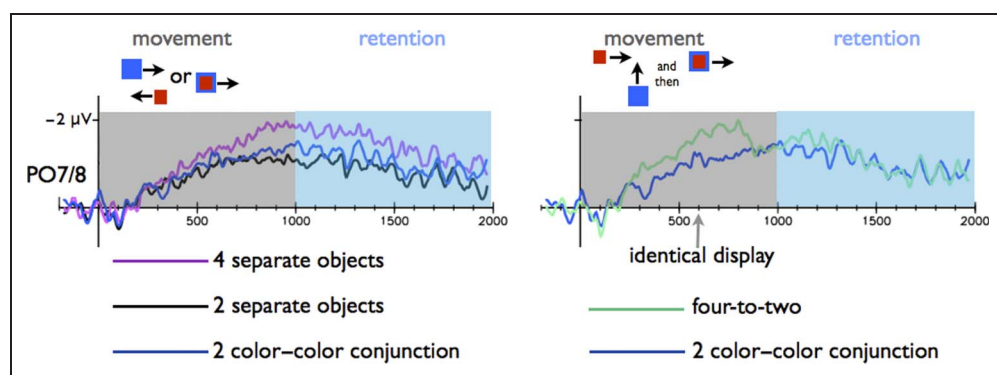 movement retention
or
−2 μV
PO7/8
500 1000 1500 2000
4 separate objects
2 separate objects
2 color–color conjunction
movement retention
and
then
500 1000 1500 2000
identical display
four-to-two
2 color–color conjunction